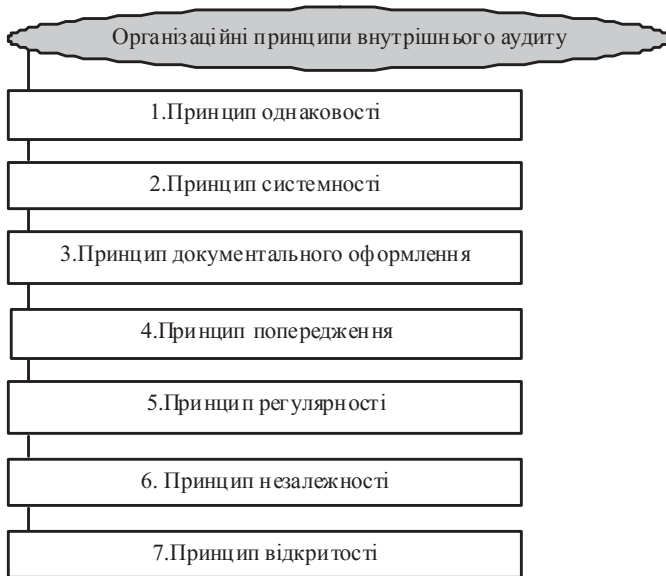 Організаційні принципи внутрішнього аудиту
1.Принцип однаковості
2.Принцип системності
3.Принцип документального оформлення
4.Принцип попередження
5.Принцип регулярності
6. Принцип незалежності
7.Принцип відкритості